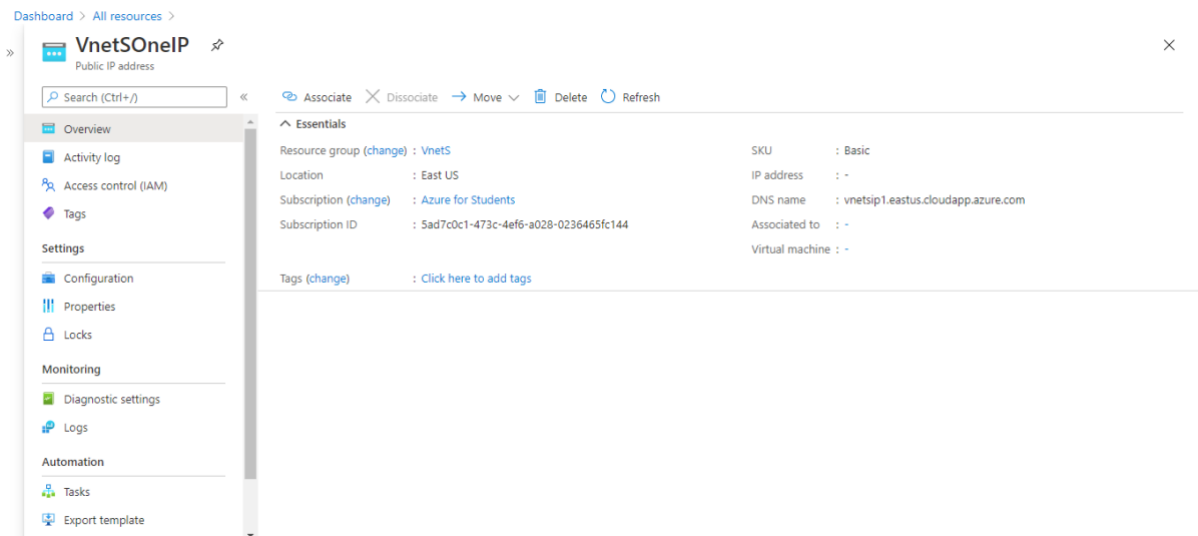 Dashboard > All resources >
VnetSOneIP
Public IP address
Search (Ctrl+/)
Overview
Activity log
Access control (IAM)
Tags
Settings
Configuration
Properties
Locks
Monitoring
Diagnostic settings
Logs
Automation
Tasks
Export template
Associate Dissociate Move Delete Refresh
Essentials
Resource group (change) : VnetS
Location : East US
Subscription (change) : Azure for Students
Subscription ID : 5ad7c0c1-473c-4ef6-a028-0236465fc144
SKU : Basic
IP address : -
DNS name : vnetsip1.eastus.cloudapp.azure.com
Associated to : -
Virtual machine : -
Tags (change) : Click here to add tags